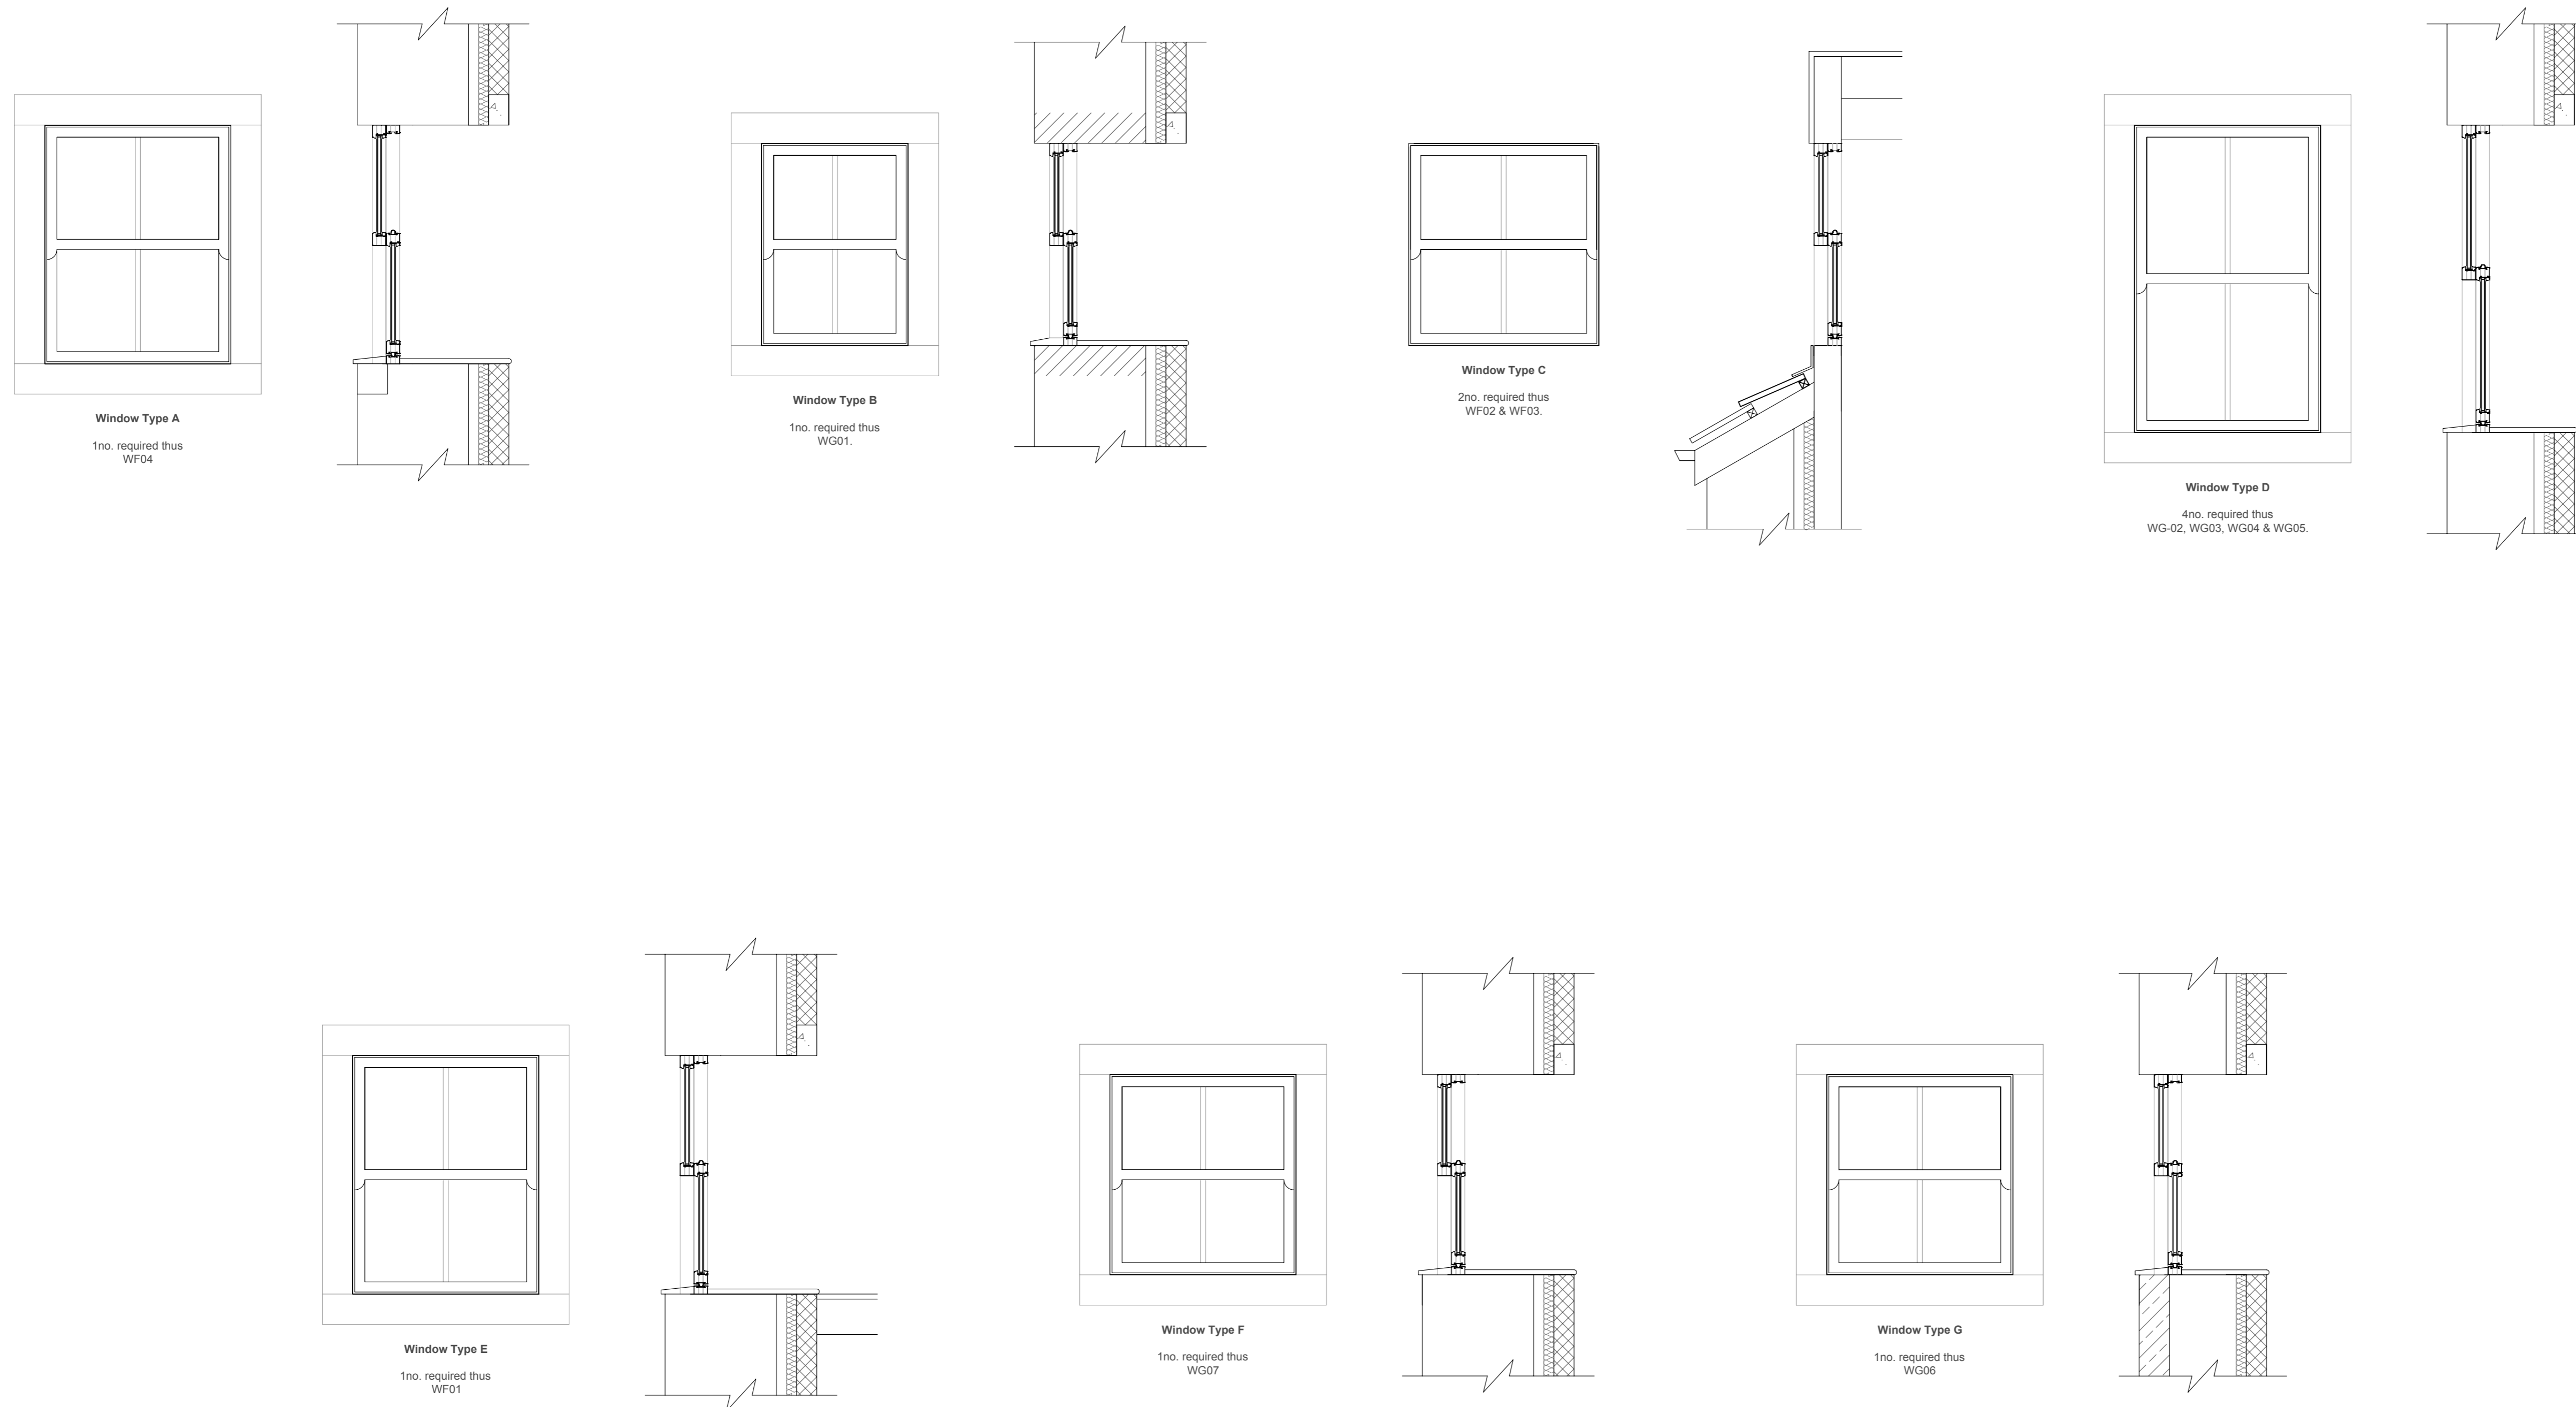 Window Type A
1no. required thus
WF04
Window Type B
1no. required thus
WG01.
Window Type C
2no. required thus
WF02 & WF03.
Window Type D
4no. required thus
WG-02, WG03, WG04 & WG05.
Window Type E
1no. required thus
WF01
Window Type F
1no. required thus
WG07
Window Type G
1no. required thus
WG06